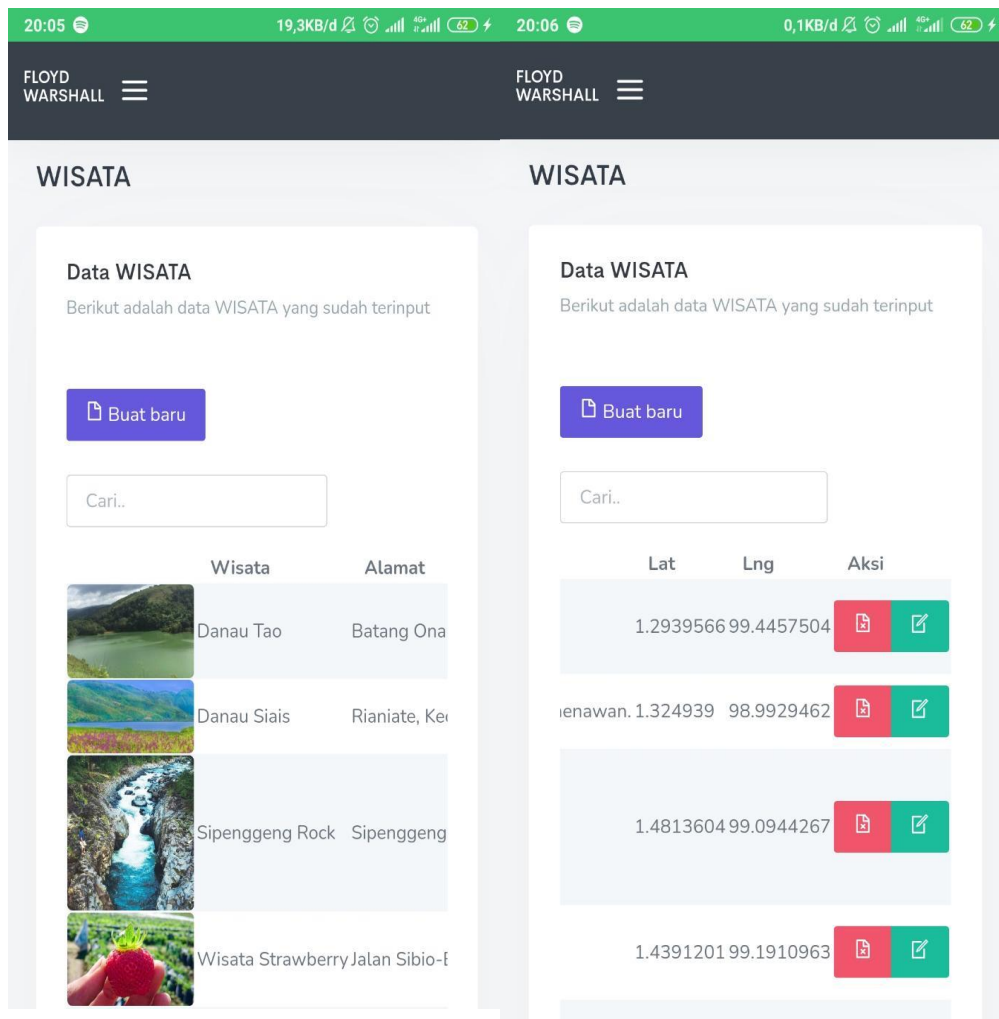 20:05 19,3KB/d 4G+ 62
FLOYD
WARSHALL
WISATA
Data WISATA
Berikut adalah data WISATA yang sudah terinput
Buat baru
Cari..
Wisata Alamat
Danau Tao Batang Ona
Danau Siais Rianiate, Kec
Sipenggeng Rock Sipenggeng
Wisata Strawberry Jalan Sibio-B
20:06 0,1KB/d 4G+ 62
FLOYD
WARSHALL
WISATA
Data WISATA
Berikut adalah data WISATA yang sudah terinput
Buat baru
Cari..
Lat Lng Aksi
1.2939566 99.4457504
enawan. 1.324939 98.9929462
1.4813604 99.0944267
1.4391201 99.1910963